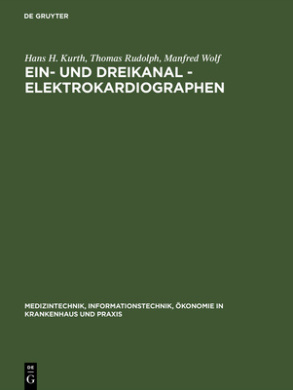 DE GRUYTER
Hans H. Kurth, Thomas Rudolph, Manfred Wolf
EIN- UND DREIKANAL -
ELEKTROKARDIOGRAPHEN
MEDIZINTECHNIK, INFORMATIONSTECHNIK, ÖKONOMIE IN
KRANKENHAUS UND PRAXIS
DE
G